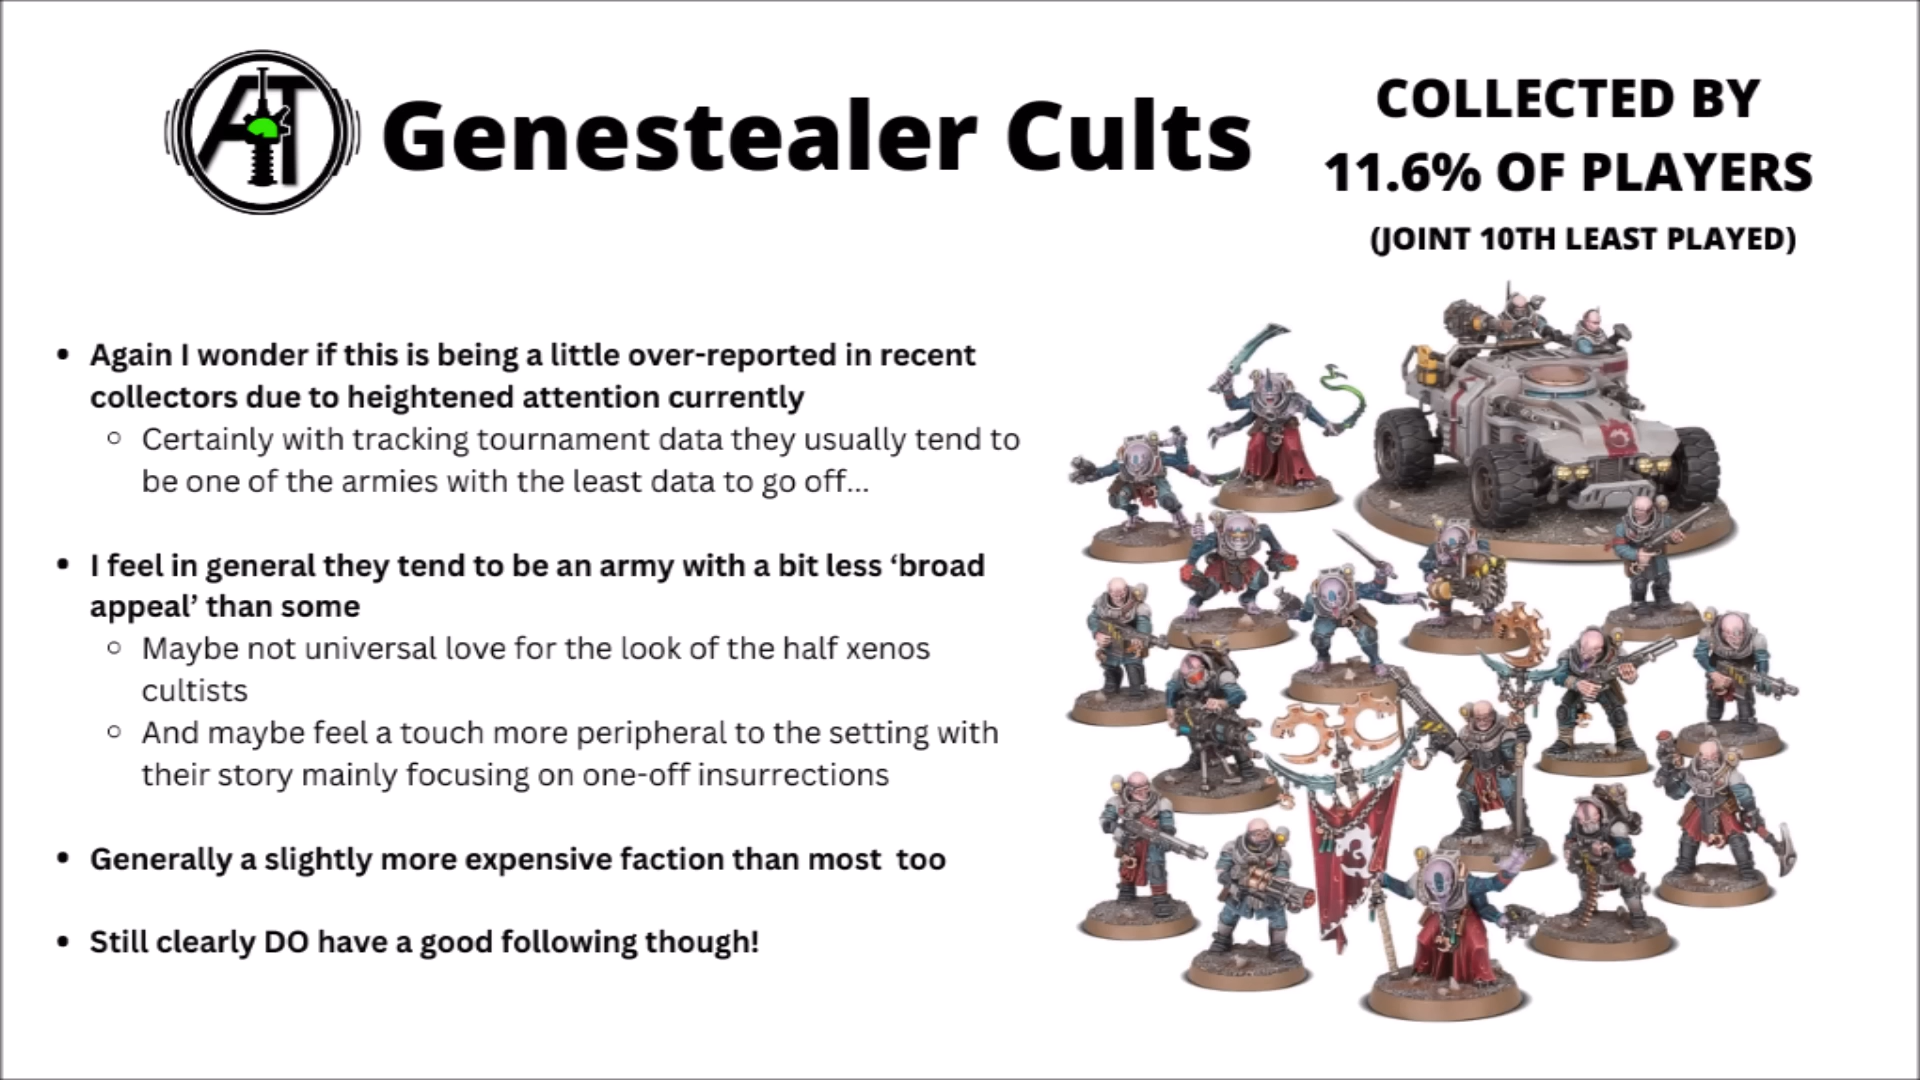 AT
Genestealer Cults
COLLECTED BY
11.6% OF PLAYERS
(JOINT 10TH LEAST PLAYED)
• Again I wonder if this is being a little over-reported in recent
collectors due to heightened attention currently
○ Certainly with tracking tournament data they usually tend to
be one of the armies with the least data to go off...
• I feel in general they tend to be an army with a bit less ‘broad
appeal’ than some
○ Maybe not universal love for the look of the half xenos
cultists
○ And maybe feel a touch more peripheral to the setting with
their story mainly focusing on one-off insurrections
• Generally a slightly more expensive faction than most  too
• Still clearly DO have a good following though!